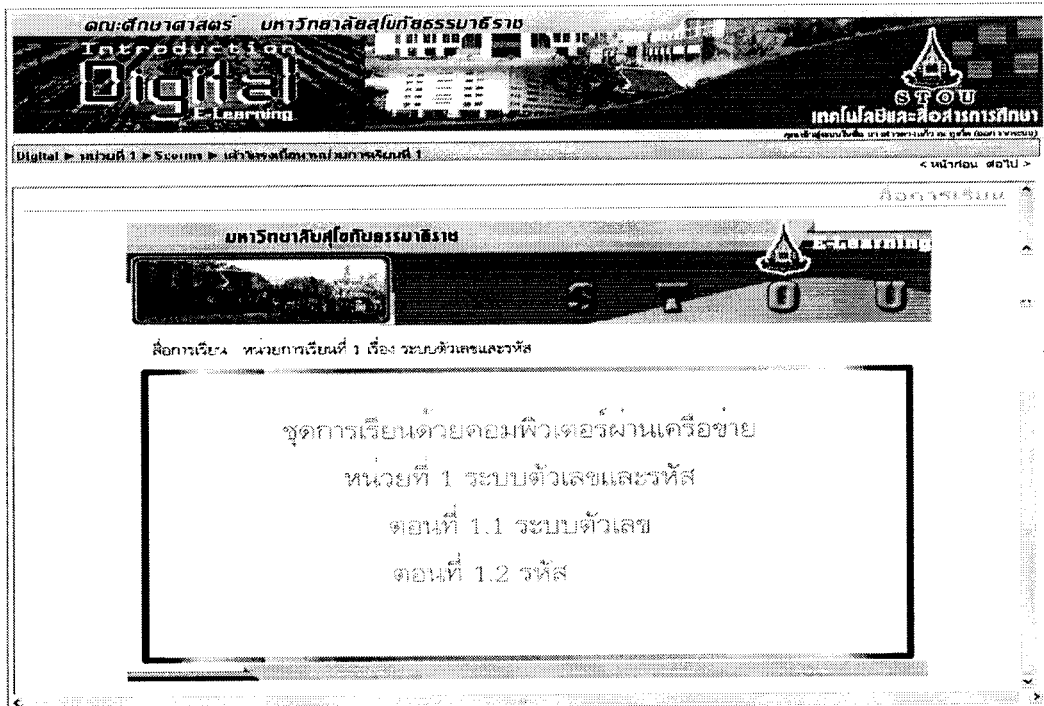 คณะศึกษาศาสตร์ มหาวิทยาลัยสุโขทัยธรรมาธิราช
Introduction
Digital
E-Learning
STOU
เทคโนโลยีและสื่อสารการศึกษา
Digital ► หน่วยที่ 1 ► Scorms ►
< หน้าก่อน ต่อไป >
สื่อการเรียน
มหาวิทยาลัยสุโขทัยธรรมาธิราช
E-Learning
S T O U
สื่อการเรียน หน่วยการเรียนที่ 1 เรื่อง ระบบตัวเลขและรหัส
ชุดการเรียนด้วยคอมพิวเตอร์ผ่านเครือข่าย
หน่วยที่ 1 ระบบตัวเลขและรหัส
ตอนที่ 1.1 ระบบตัวเลข
ตอนที่ 1.2 รหัส